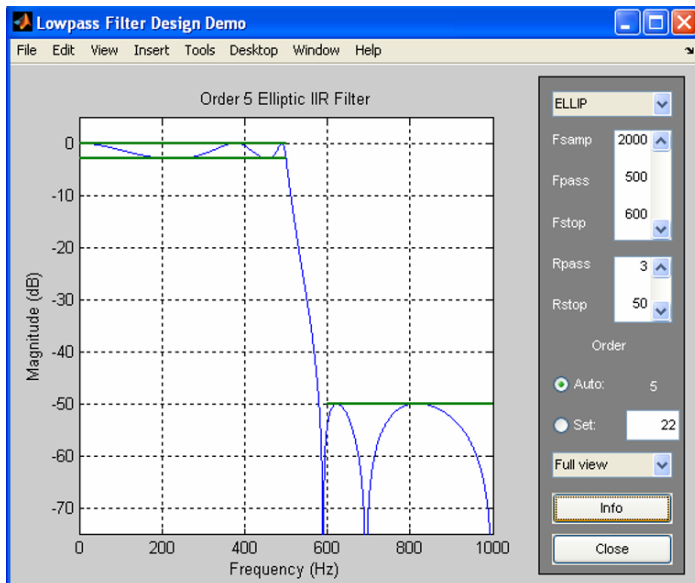 Lowpass Filter Design Demo
File Edit View Insert Tools Desktop Window Help
Order 5 Elliptic IIR Filter
0
-10
-20
-30
-40
-50
-60
-70
Magnitude (dB)
0 200 400 600 800 1000
Frequency (Hz)
ELLIP
Fsamp 2000
Fpass 500
Fstop 600
Rpass 3
Rstop 50
Order
Auto: 5
Set: 22
Full view
Info
Close